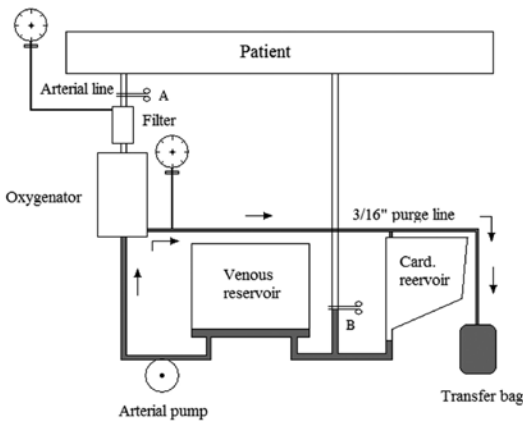 Patient
Arterial line
A
Filter
Oxygenator
3/16" purge line
Venous
reservoir
Card.
reervoir
B
Transfer bag
Arterial pump